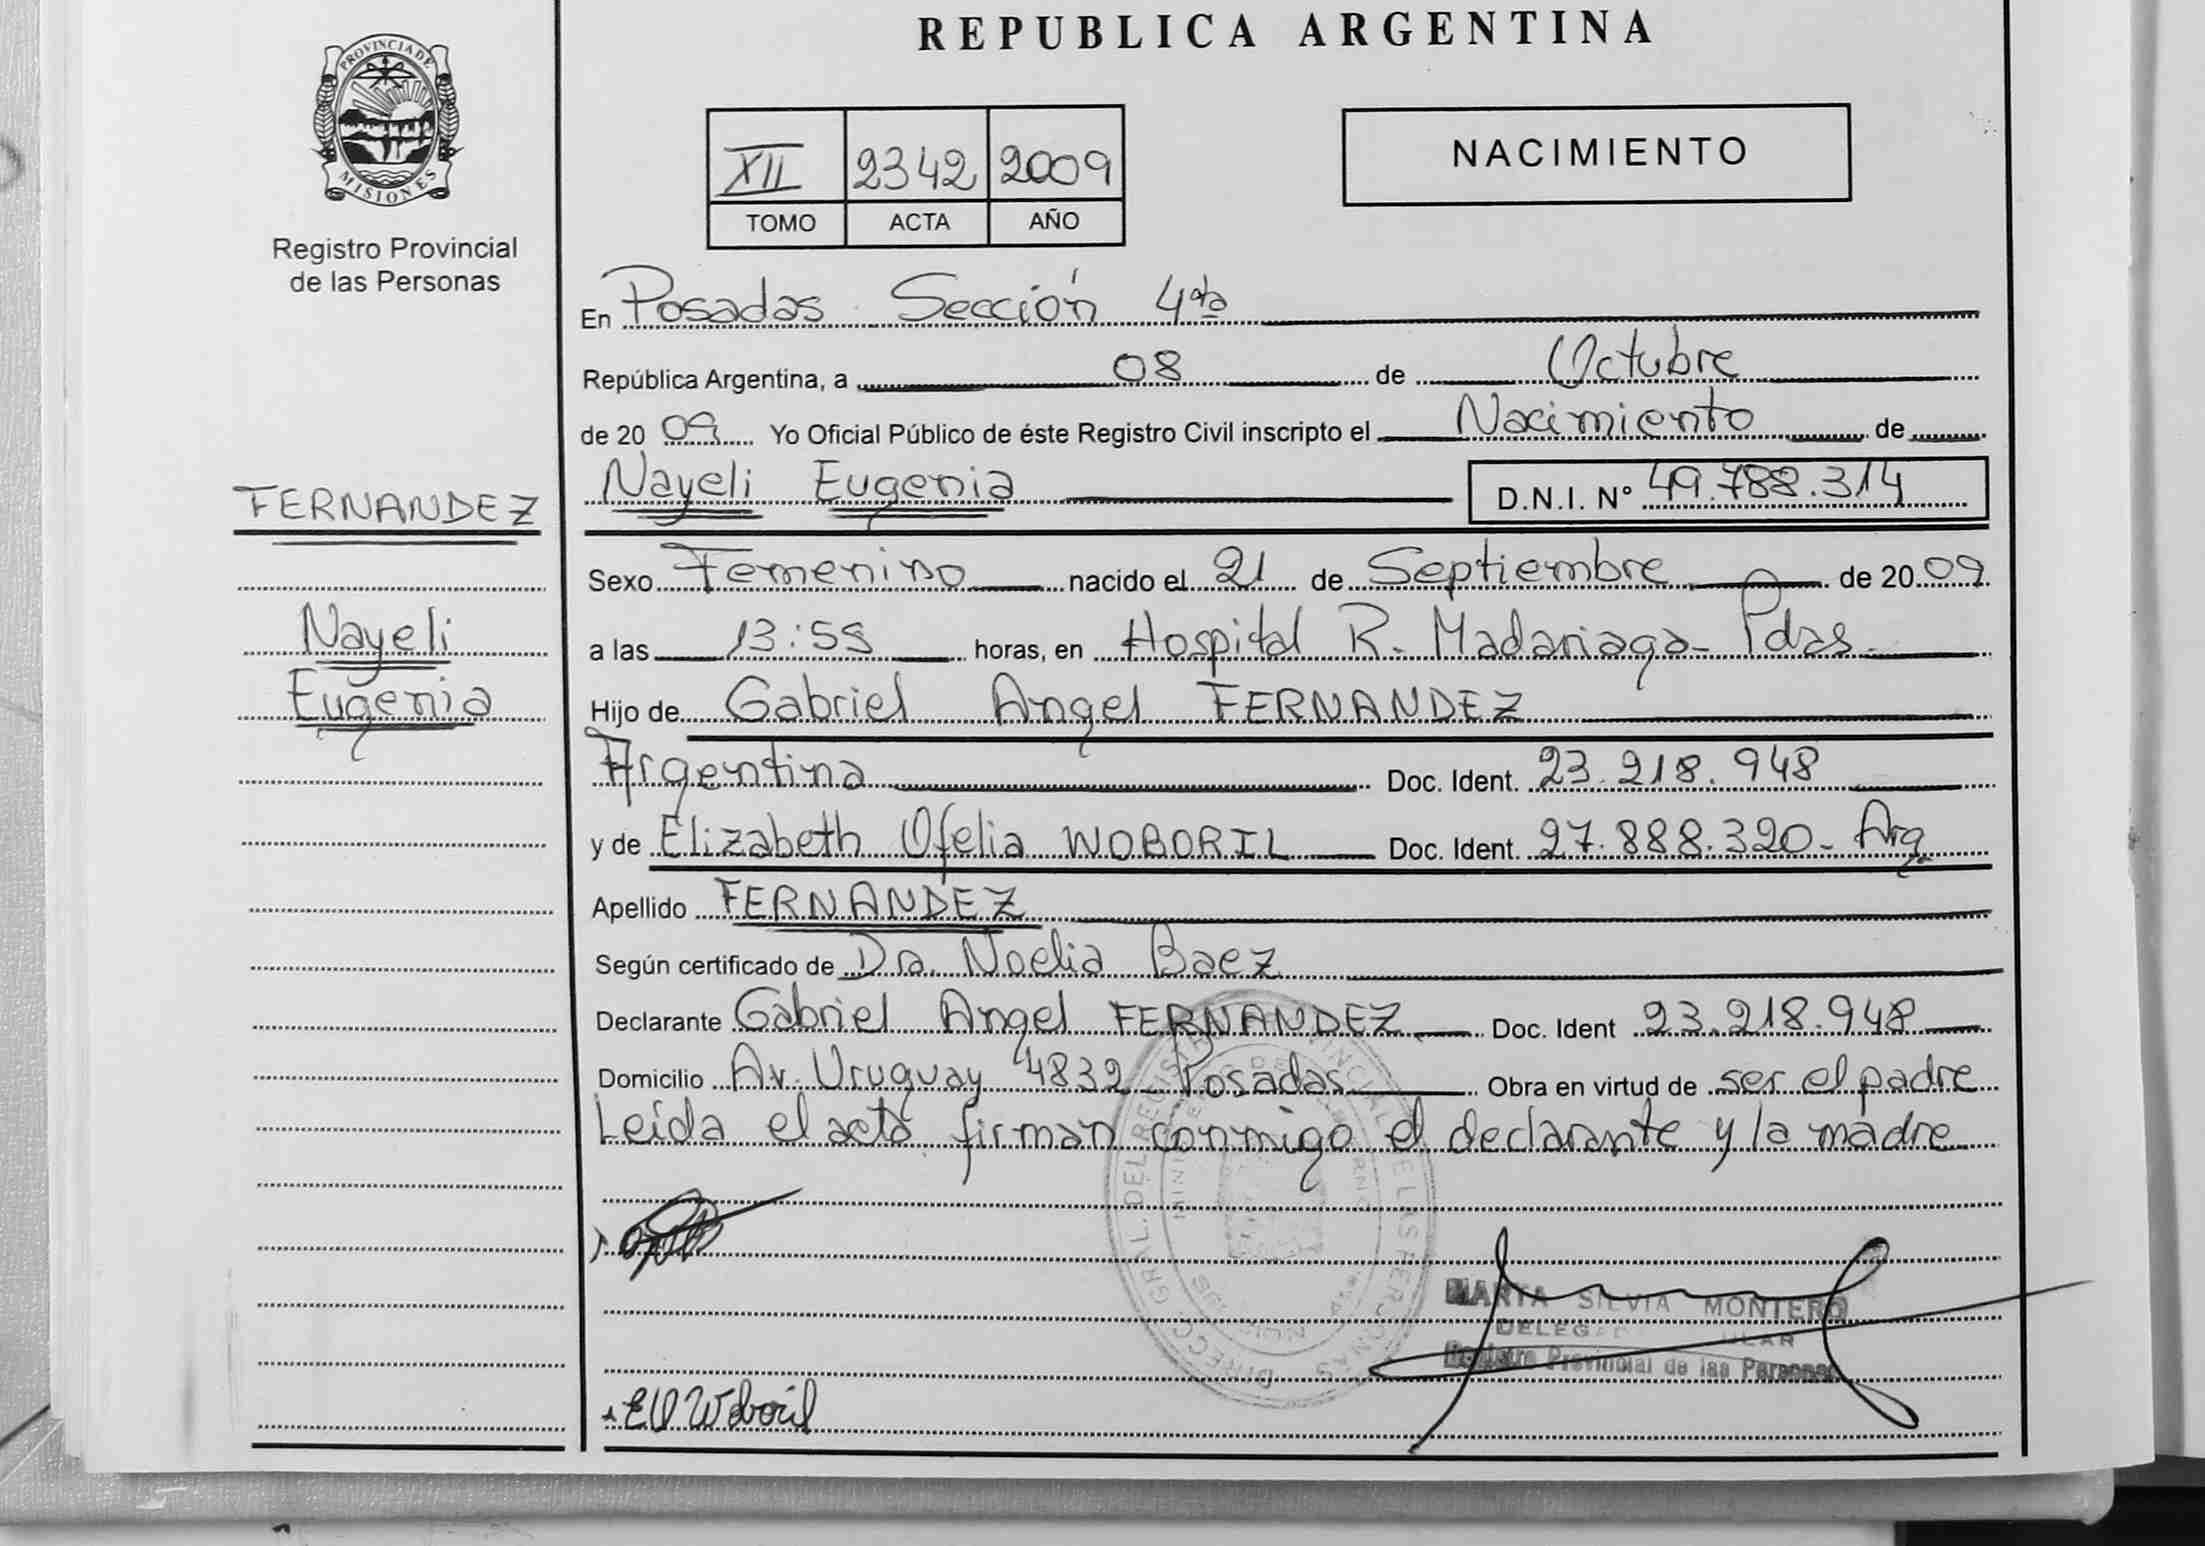 REPUBLICA ARGENTINA
PROVINCIA DE
MISIONES
Registro Provincial
de las Personas
XII 2342 2009
TOMO ACTA AÑO
NACIMIENTO
En Posadas Sección 4ta
República Argentina, a 08 de Octubre
de 20 09 Yo Oficial Público de éste Registro Civil inscripto el Nacimiento de
FERNANDEZ
Nayeli Eugenia D.N.I. N° 49.788.314
Sexo Femenino nacido el 21 de Septiembre de 20 09
Nayeli
a las 13:55 horas, en Hospital R. Madariaga - Pdas.
Eugenia
Hijo de Gabriel Angel FERNANDEZ
Argentina Doc. Ident. 23.218.948
y de Elizabeth Ofelia WOBORIL Doc. Ident. 27.888.320 - Arg.
Apellido FERNANDEZ
Según certificado de Dra. Noelia Baez
Declarante Gabriel Angel FERNANDEZ Doc. Ident 23.218.948
Domicilio Av. Uruguay 4832 Posadas Obra en virtud de ser el padre
Leída el acta firman conmigo el declarante y la madre
MARTA SILVIA MONTERO
Registro Provincial de las Personas
EO Woboril